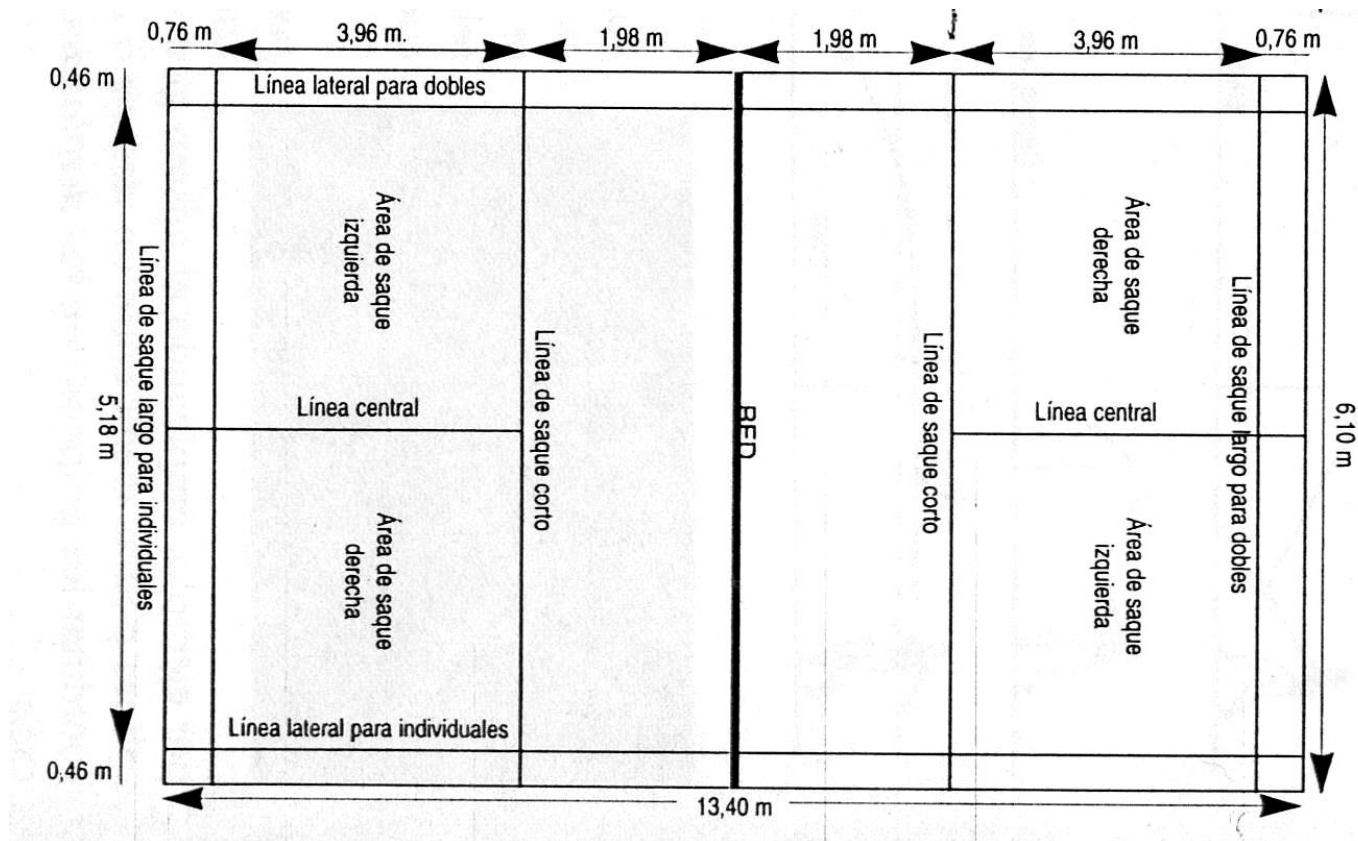 0,76 m
3,96 m.
1,98 m
1,98 m
3,96 m
0,76 m
0,46 m
Línea lateral para dobles
Área de saque
izquierda
Área de saque
derecha
Línea de saque largo para individuales
5,18 m
Línea central
Línea de saque corto
RED
Línea de saque corto
Línea central
Línea de saque largo para dobles
6,10 m
Área de saque
derecha
Área de saque
izquierda
Línea lateral para individuales
0,46 m
13,40 m